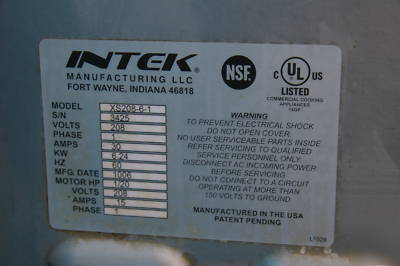 INTEK
MANUFACTURING LLC
FORT WAYNE, INDIANA 46818
NSF
C UL US
LISTED
COMMERCIAL COOKING
APPLIANCES
MODEL XS208-6-1
S/N 3425
VOLTS 208
PHASE 1
AMPS 30
KW 6.24
HZ 60
MFG. DATE 1006
MOTOR HP 1/20
VOLTS 208
AMPS .15
PHASE 1
WARNING
TO PREVENT ELECTRICAL SHOCK
DO NOT OPEN COVER.
NO USER SERVICEABLE PARTS INSIDE
REFER SERVICING TO QUALIFIED
SERVICE PERSONNEL ONLY.
DISCONNECT AC INCOMING POWER
BEFORE SERVICING.
DO NOT CONNECT TO A CIRCUIT
OPERATING AT MORE THAN
150 VOLTS TO GROUND.
MANUFACTURED IN THE USA
PATENT PENDING